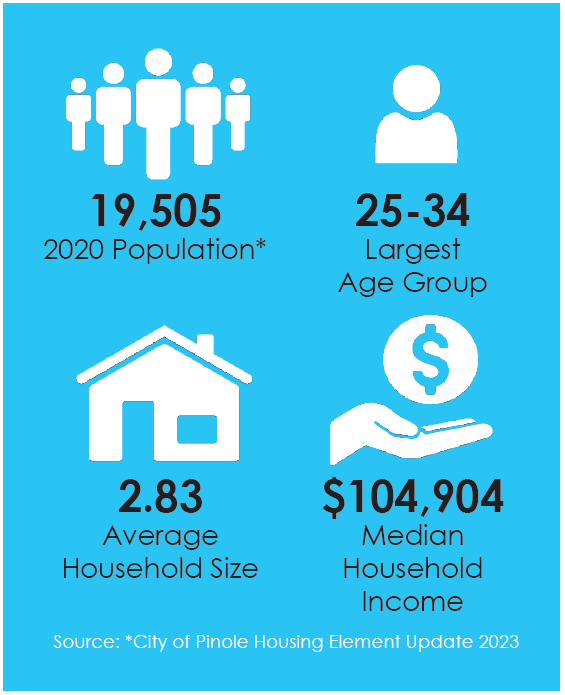 19,505
2020 Population*
25-34
Largest
Age Group
$
2.83
Average
Household Size
$104,904
Median
Household
Income
Source: *City of Pinole Housing Element Update 2023